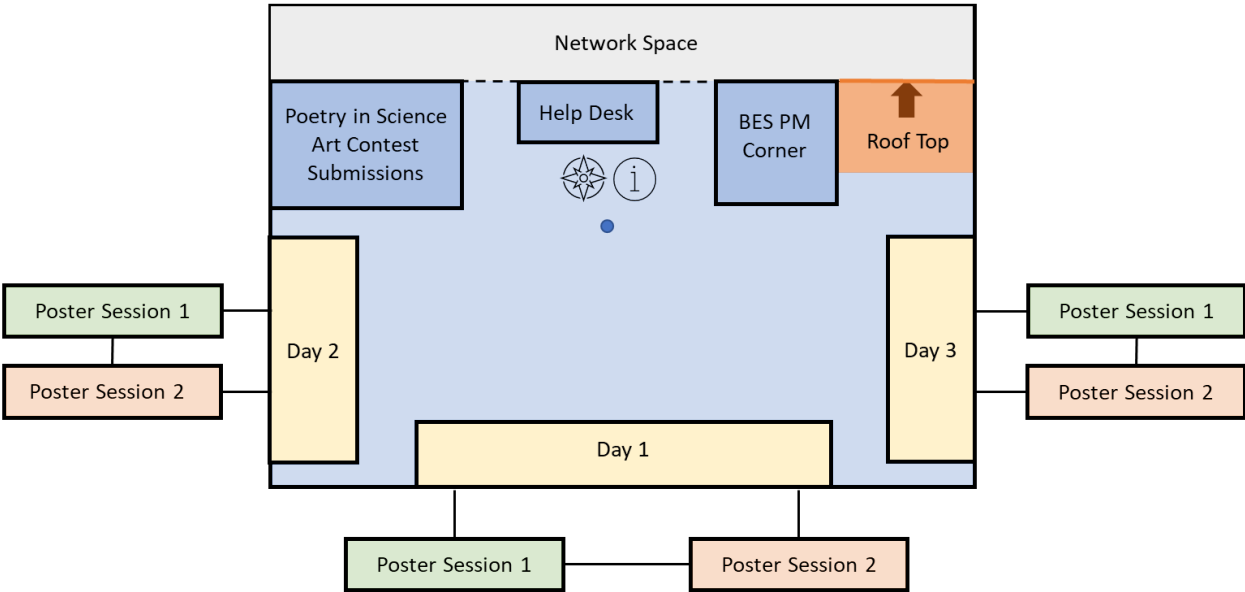 Network Space
Poetry in Science
Art Contest
Submissions
Help Desk
BES PM
Corner
Roof Top
i
Poster Session 1
Poster Session 2
Day 2
Day 3
Poster Session 1
Poster Session 2
Day 1
Poster Session 1
Poster Session 2